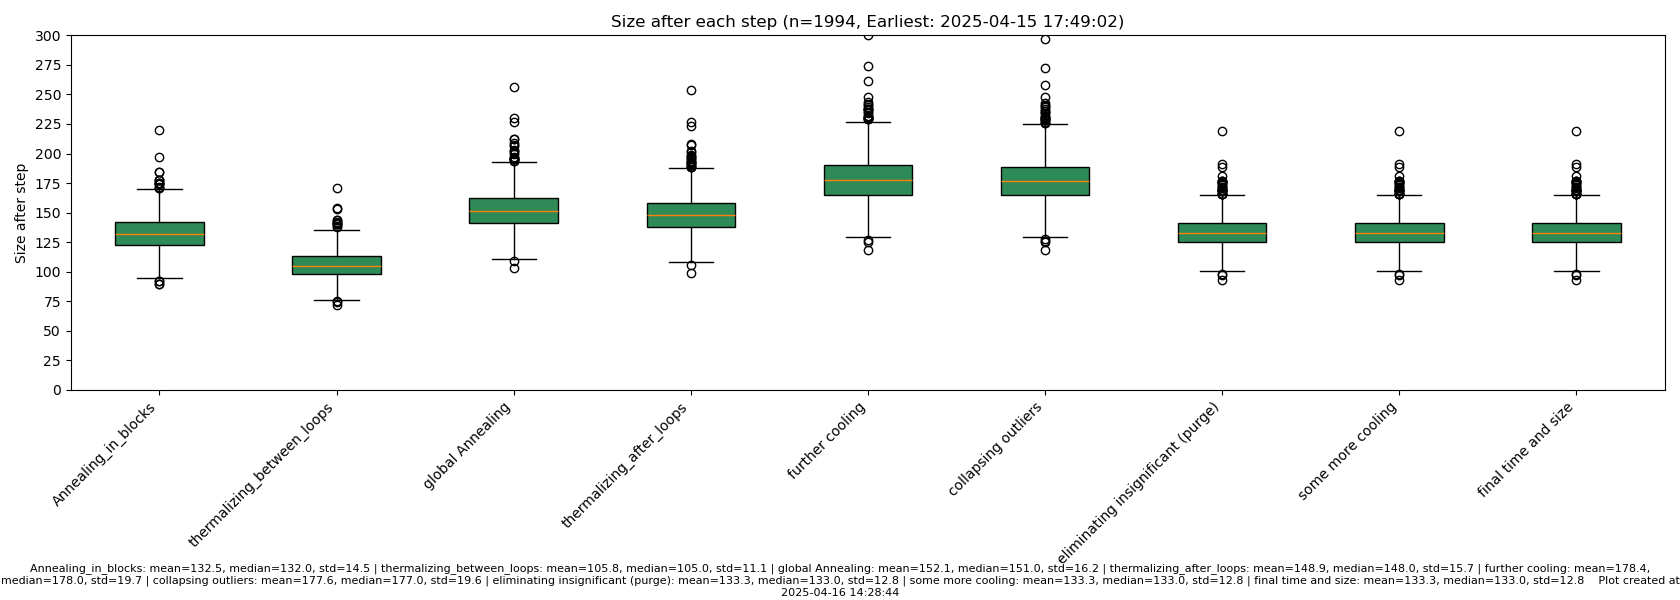 Size after each step (n=1994, Earliest: 2025-04-15 17:49:02)
Size after step
300
275
250
225
200
175
150
125
100
75
50
25
0
Annealing_in_blocks
thermalizing_between_loops
global Annealing
thermalizing_after_loops
further cooling
collapsing outliers
eliminating insignificant (purge)
some more cooling
final time and size
Annealing_in_blocks: mean=132.5, median=132.0, std=14.5 | thermalizing_between_loops: mean=105.8, median=105.0, std=11.1 | global Annealing: mean=152.1, median=151.0, std=16.2 | thermalizing_after_loops: mean=148.9, median=148.0, std=15.7 | further cooling: mean=178.4,
median=178.0, std=19.7 | collapsing outliers: mean=177.6, median=177.0, std=19.6 | eliminating insignificant (purge): mean=133.3, median=133.0, std=12.8 | some more cooling: mean=133.3, median=133.0, std=12.8 | final time and size: mean=133.3, median=133.0, std=12.8 Plot created at
2025-04-16 14:28:44